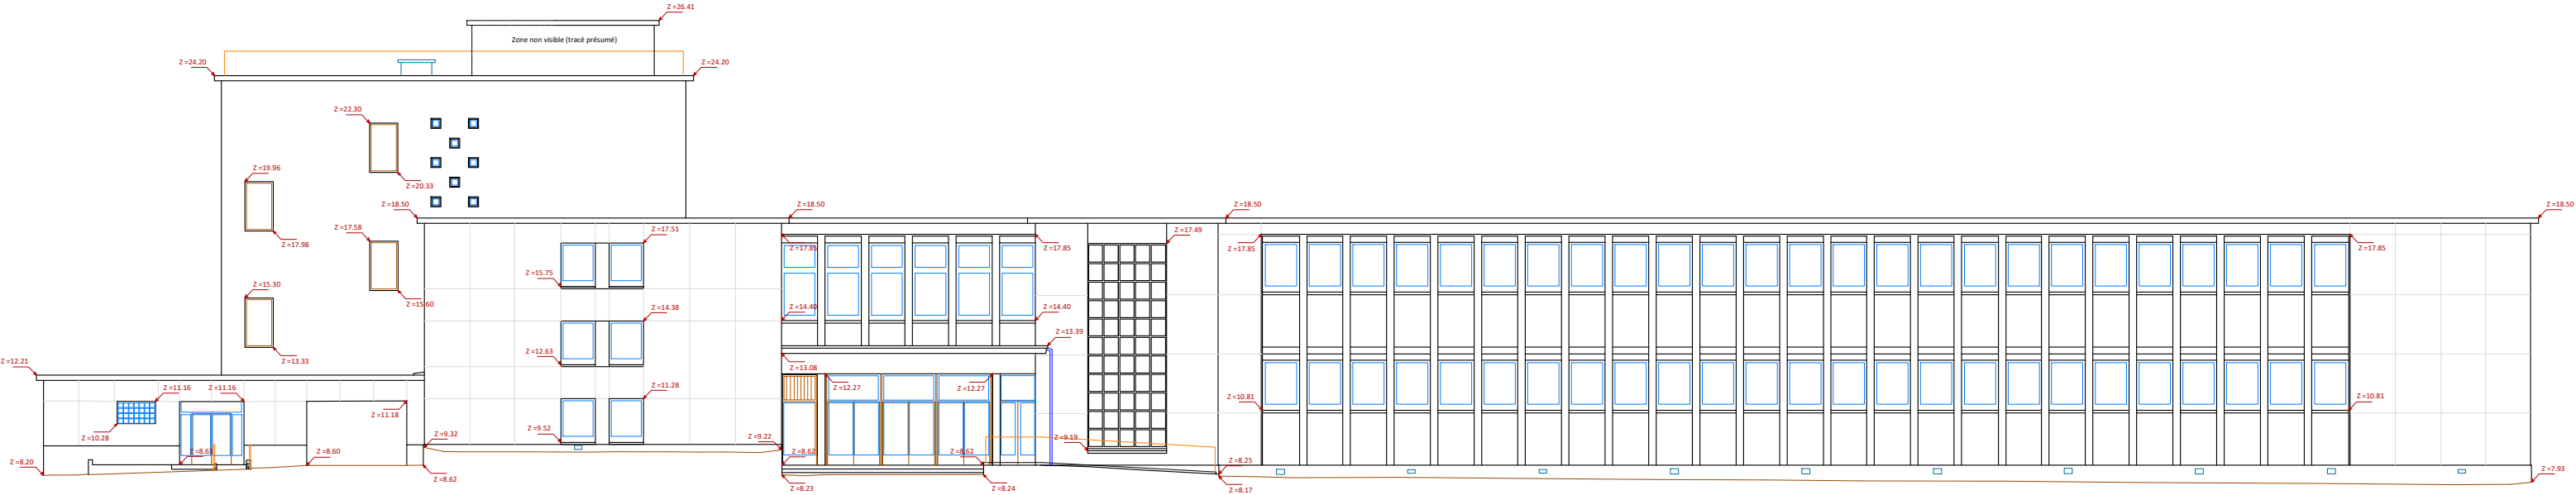 Z =26.41
Zone non visible (tracé présumé)
Z =24.20
Z =24.20
Z =22.30
Z =19.96
Z =20.33
Z =18.50
Z =18.50
Z =18.50
Z =18.50
Z =17.98
Z =17.58
Z =17.51
Z =17.85
Z =17.85
Z =17.49
Z =17.85
Z =17.85
Z =15.75
Z =15.30
Z =15.60
Z =14.38
Z =14.40
Z =14.40
Z =13.33
Z =12.63
Z =13.39
Z =12.21
Z =13.08
Z =11.16
Z =11.16
Z =11.18
Z =11.28
Z =12.27
Z =12.27
Z =10.81
Z =10.81
Z =10.28
Z =9.32
Z =9.52
Z =9.22
Z =9.19
Z =8.20
Z =8.63
Z =8.60
Z =8.62
Z =8.62
Z =8.62
Z =8.25
Z =7.93
Z =8.23
Z =8.24
Z =8.17